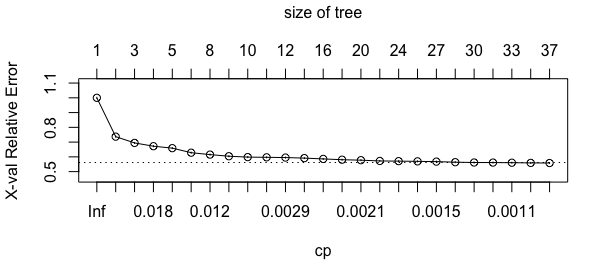 size of tree
1 3 5 8 10 12 16 20 24 27 30 33 37
X-val Relative Error
1.1
0.8
0.5
Inf 0.018 0.012 0.0029 0.0021 0.0015 0.0011
cp